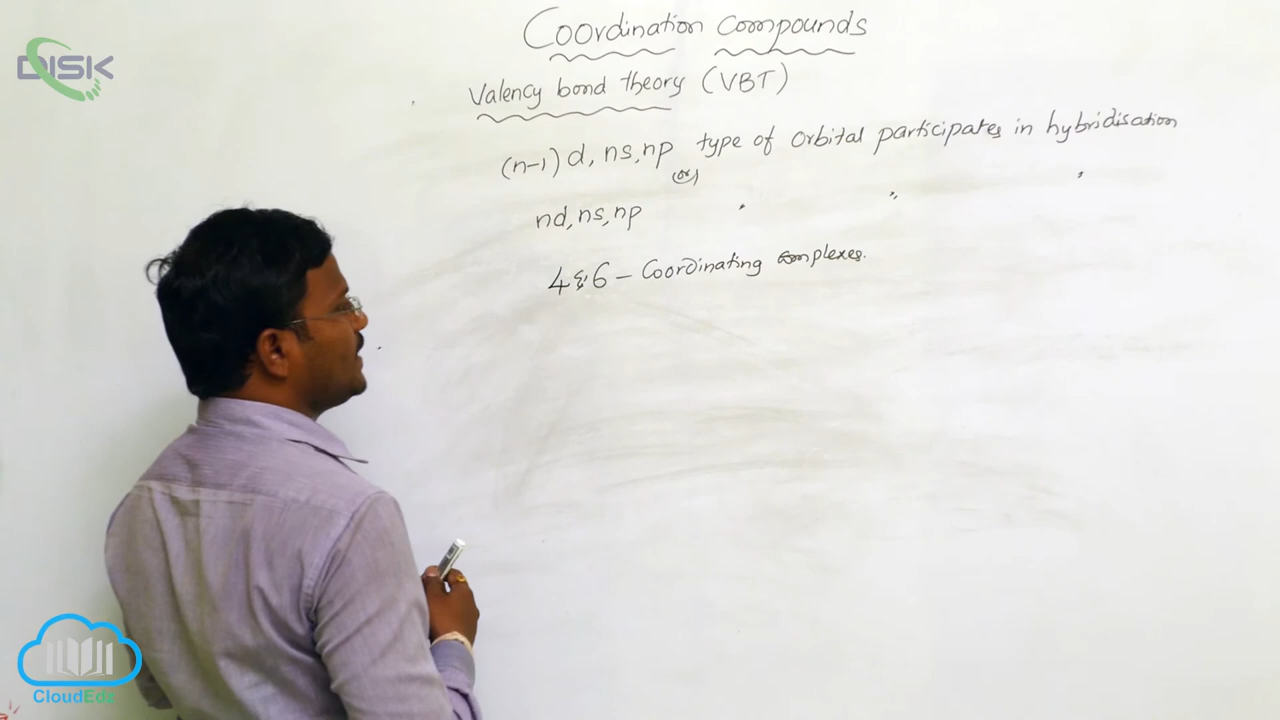 DISK
Coordination Compounds
Valency bond theory (VBT)
(n-1) d, ns, np type of orbital participates in hybridisation
(or)
nd, ns, np " " "
4 & 6 - Coordinating complexes.
CloudEdz